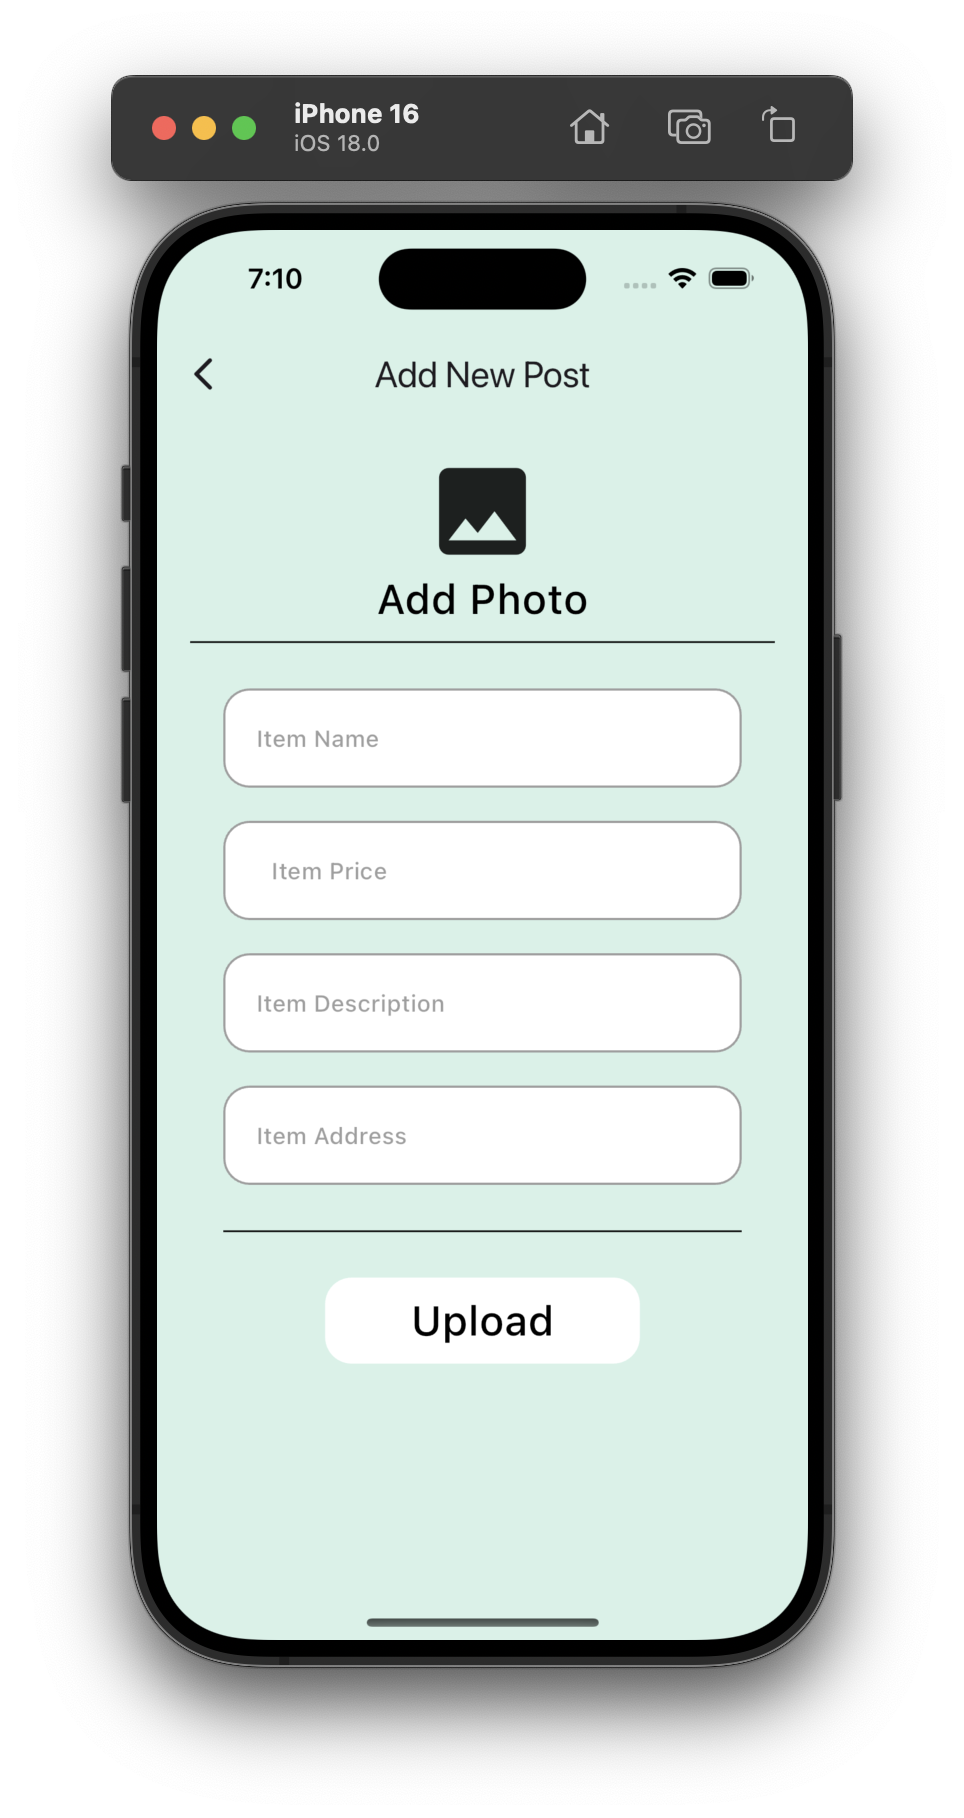 iPhone 16
iOS 18.0
7:10
Add New Post
Add Photo
Item Name
Item Price
Item Description
Item Address
Upload